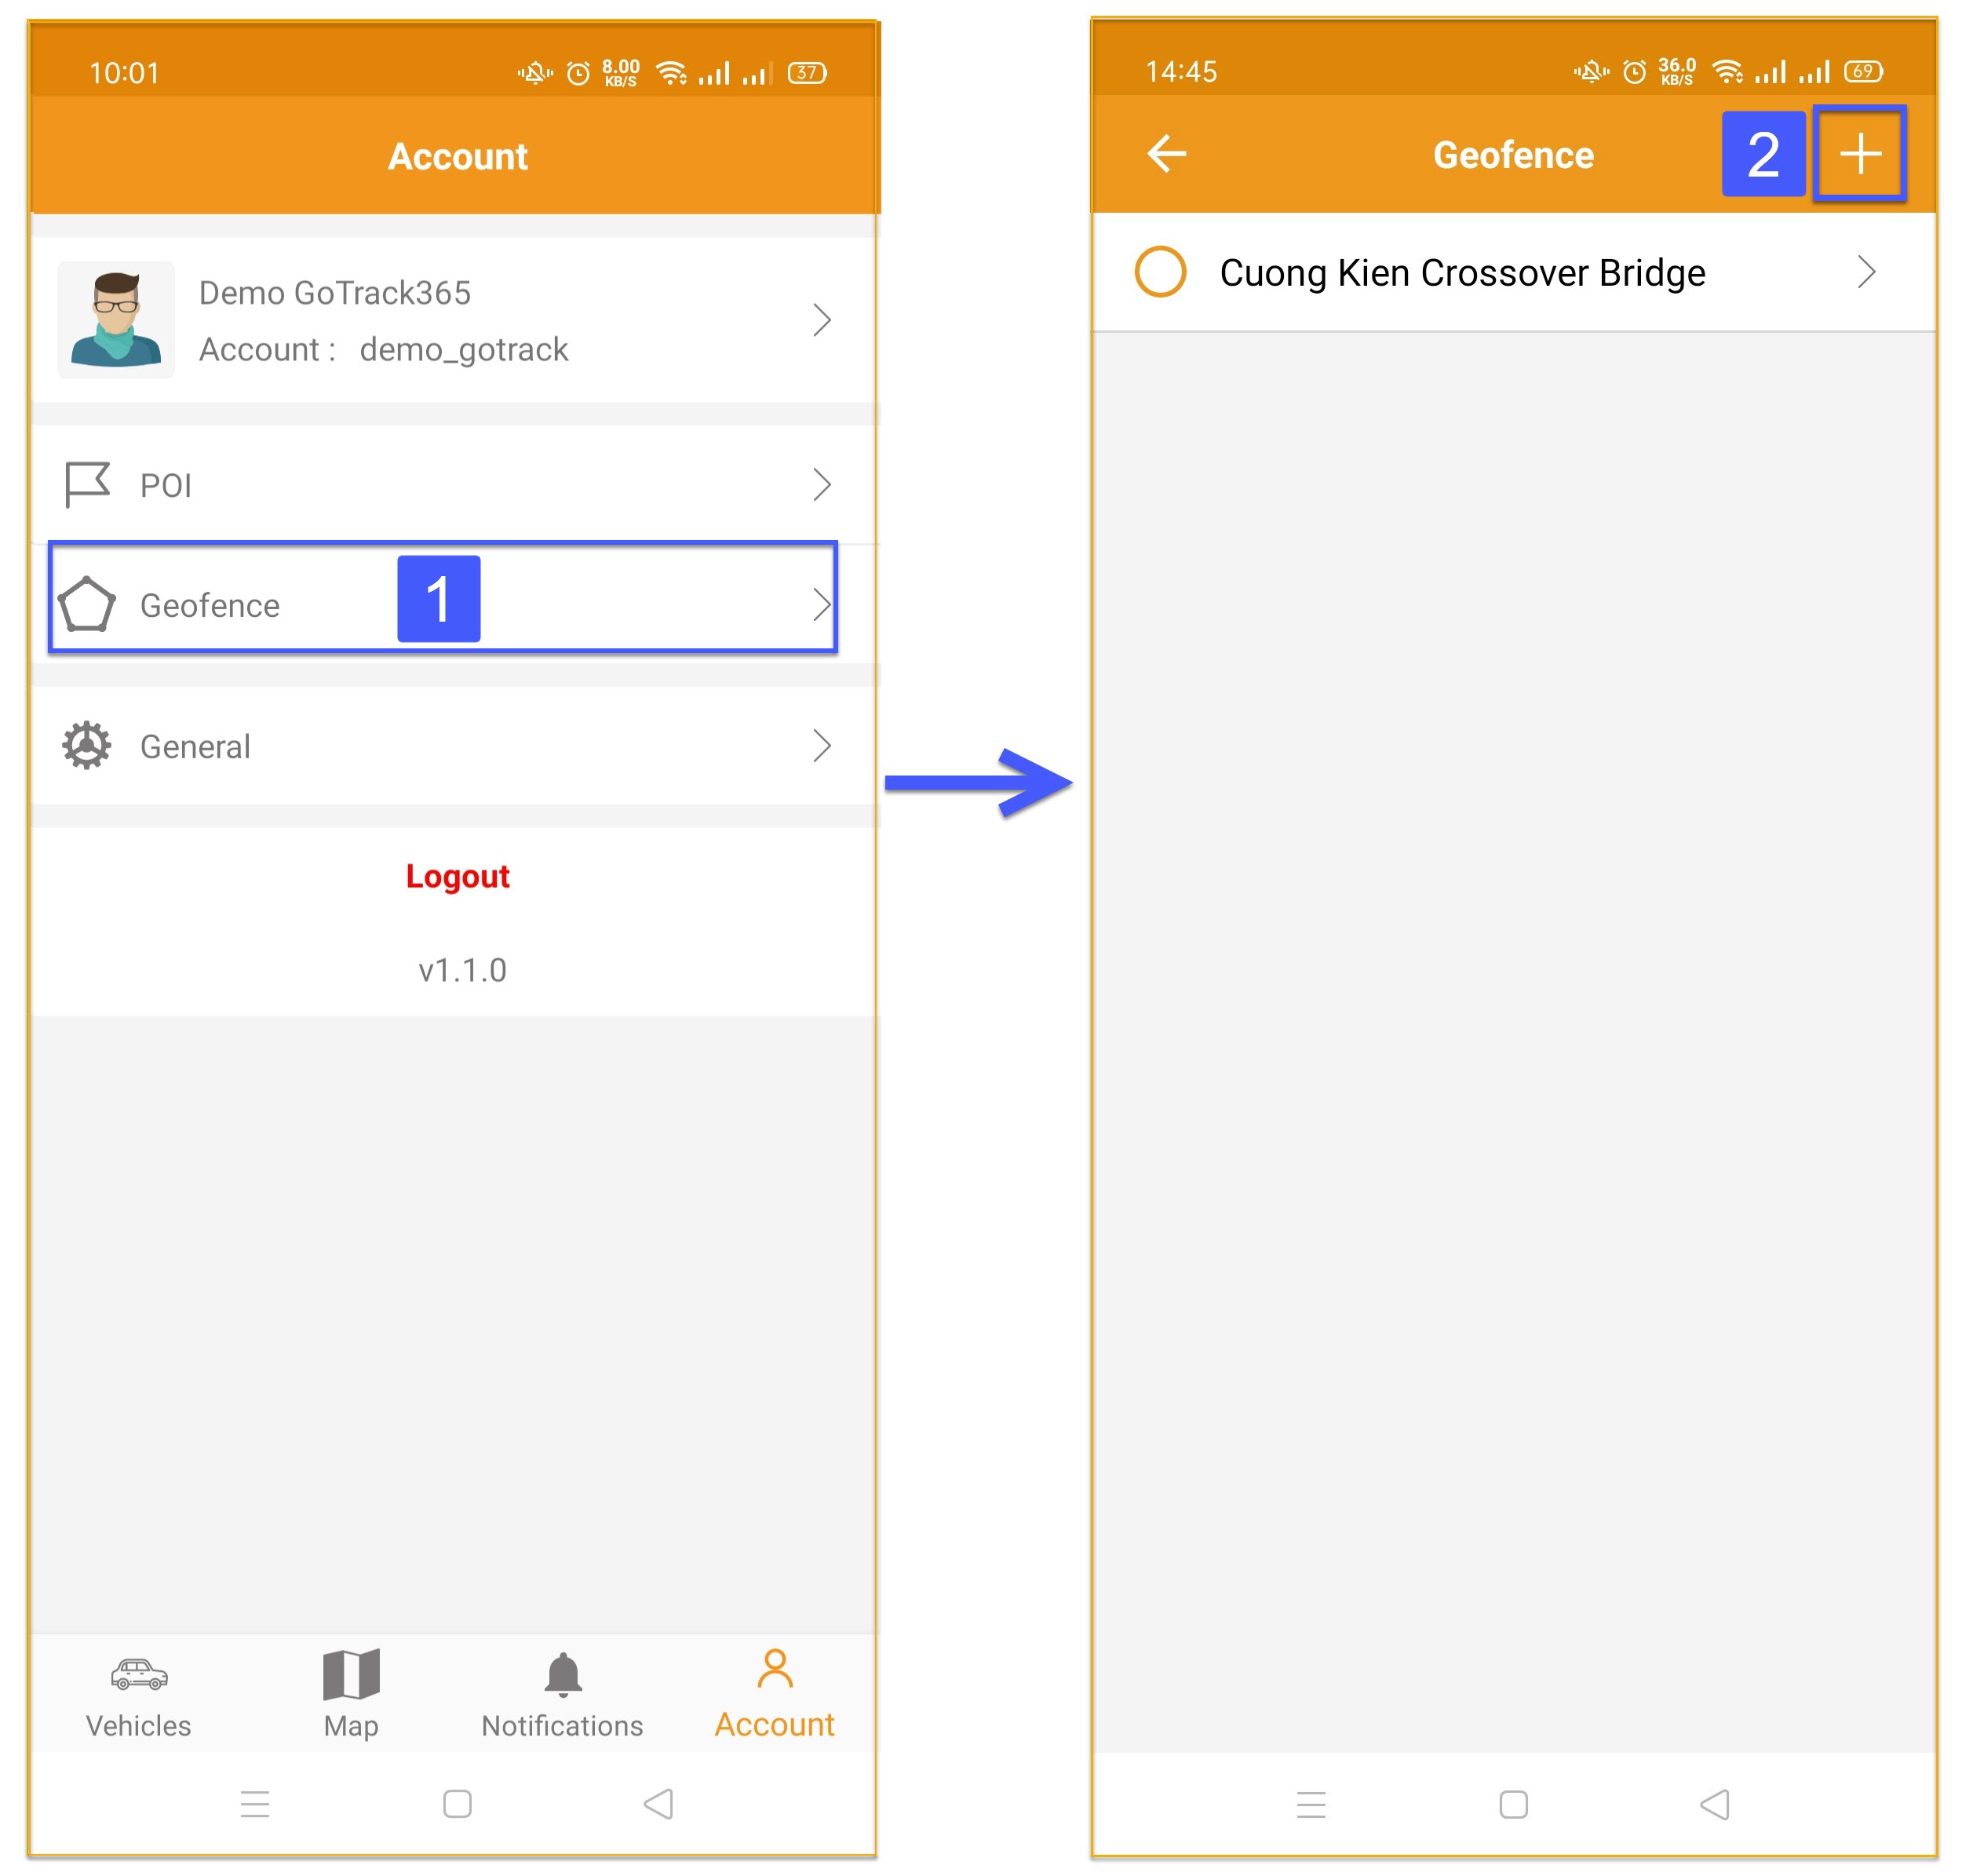 10:01
8.00
KB/S
37
Account
Demo GoTrack365
Account : demo_gotrack
POI
Geofence
1
General
Logout
v1.1.0
Vehicles
Map
Notifications
Account
14:45
36.0
KB/S
69
Geofence
2
Cuong Kien Crossover Bridge